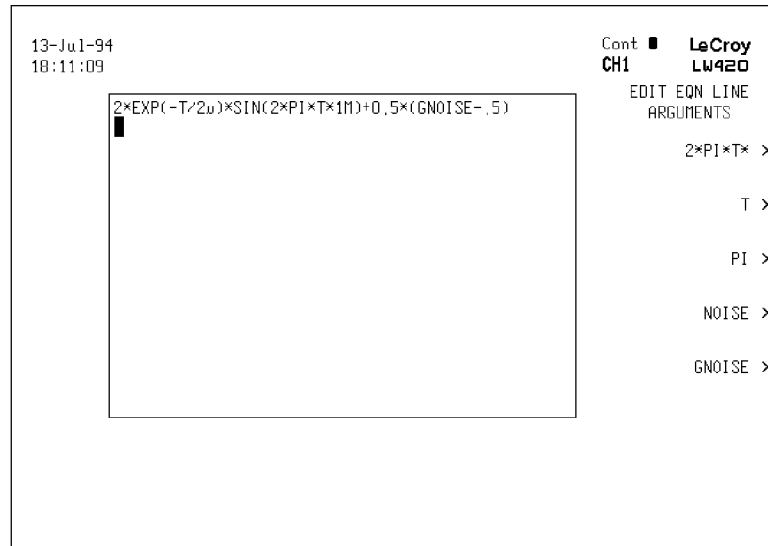 13-Jul-94
18:11:09
Cont LeCroy
CH1 LW420
EDIT EQN LINE
ARGUMENTS
2*EXP(-T/2u)*SIN(2*PI*T*1M)+0.5*(GNOISE-.5)
2*PI*T* >
T >
PI >
NOISE >
GNOISE >